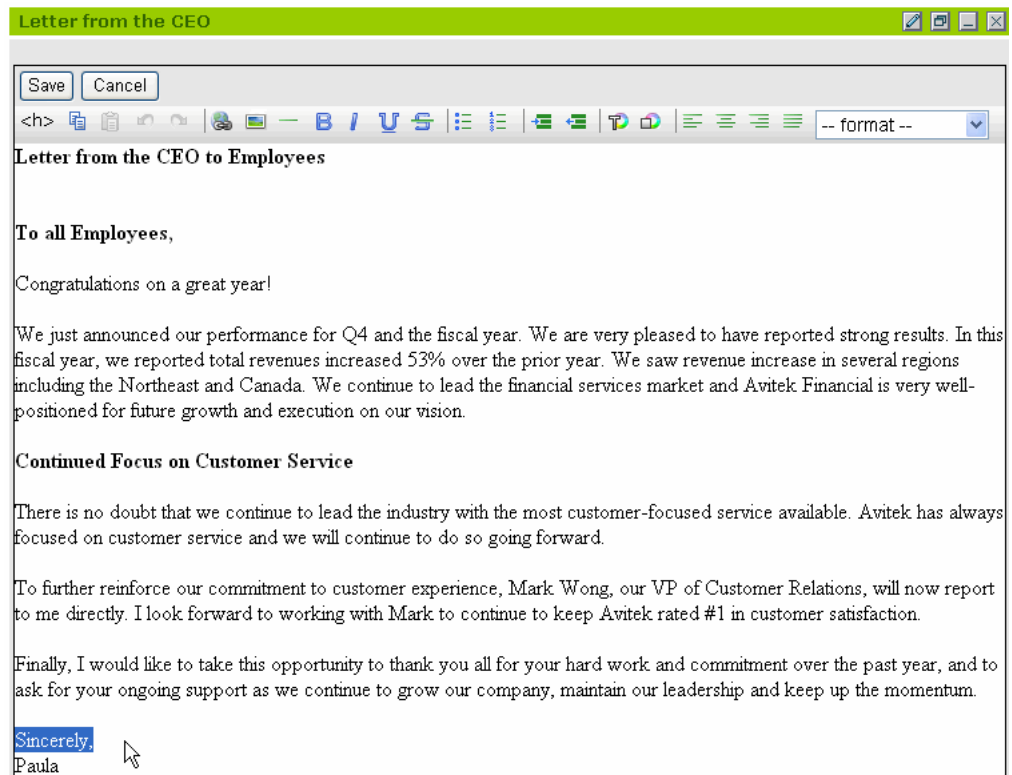 Letter from the CEO
Save Cancel
<h> B I U S -- format --
Letter from the CEO to Employees
To all Employees,
Congratulations on a great year!
We just announced our performance for Q4 and the fiscal year. We are very pleased to have reported strong results. In this
fiscal year, we reported total revenues increased 53% over the prior year. We saw revenue increase in several regions
including the Northeast and Canada. We continue to lead the financial services market and Avitek Financial is very well-
positioned for future growth and execution on our vision.
Continued Focus on Customer Service
There is no doubt that we continue to lead the industry with the most customer-focused service available. Avitek has always
focused on customer service and we will continue to do so going forward.
To further reinforce our commitment to customer experience, Mark Wong, our VP of Customer Relations, will now report
to me directly. I look forward to working with Mark to continue to keep Avitek rated #1 in customer satisfaction.
Finally, I would like to take this opportunity to thank you all for your hard work and commitment over the past year, and to
ask for your ongoing support as we continue to grow our company, maintain our leadership and keep up the momentum.
Sincerely,
Paula